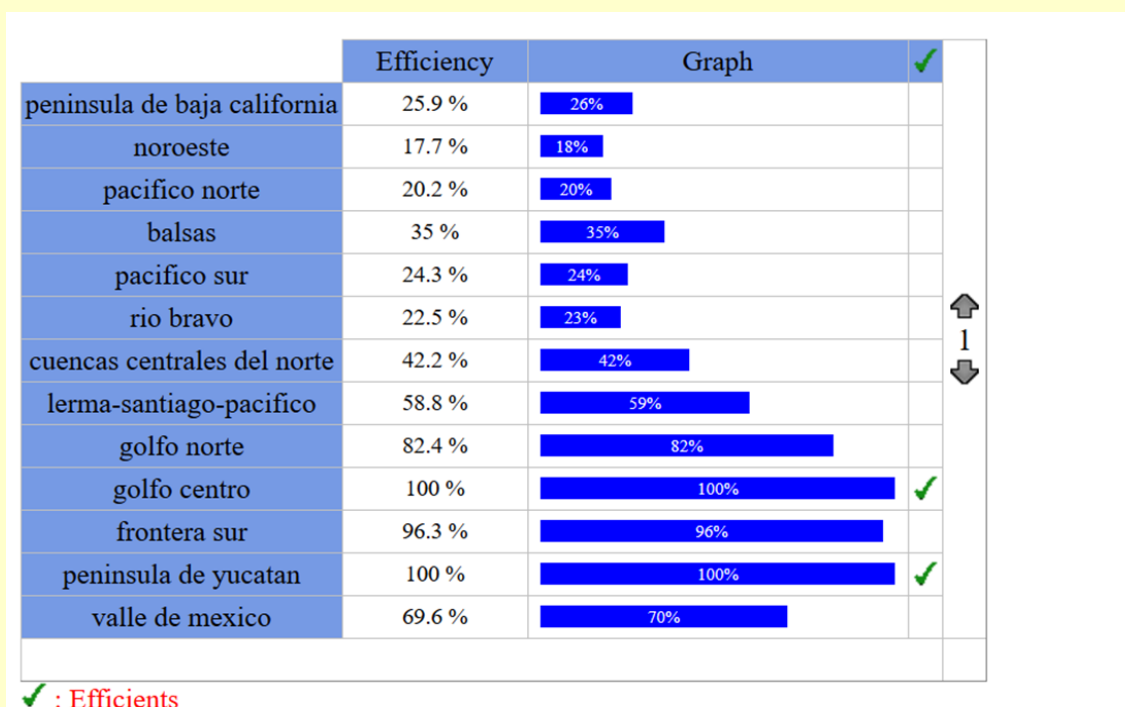 Efficiency Graph
peninsula de baja california 25.9 % 26%
noroeste 17.7 % 18%
pacifico norte 20.2 % 20%
balsas 35 % 35%
pacifico sur 24.3 % 24%
rio bravo 22.5 % 23%
cuencas centrales del norte 42.2 % 42%
lerma-santiago-pacifico 58.8 % 59%
golfo norte 82.4 % 82%
golfo centro 100 % 100% ✓
frontera sur 96.3 % 96%
peninsula de yucatan 100 % 100% ✓
valle de mexico 69.6 % 70%
1
✓ : Efficients